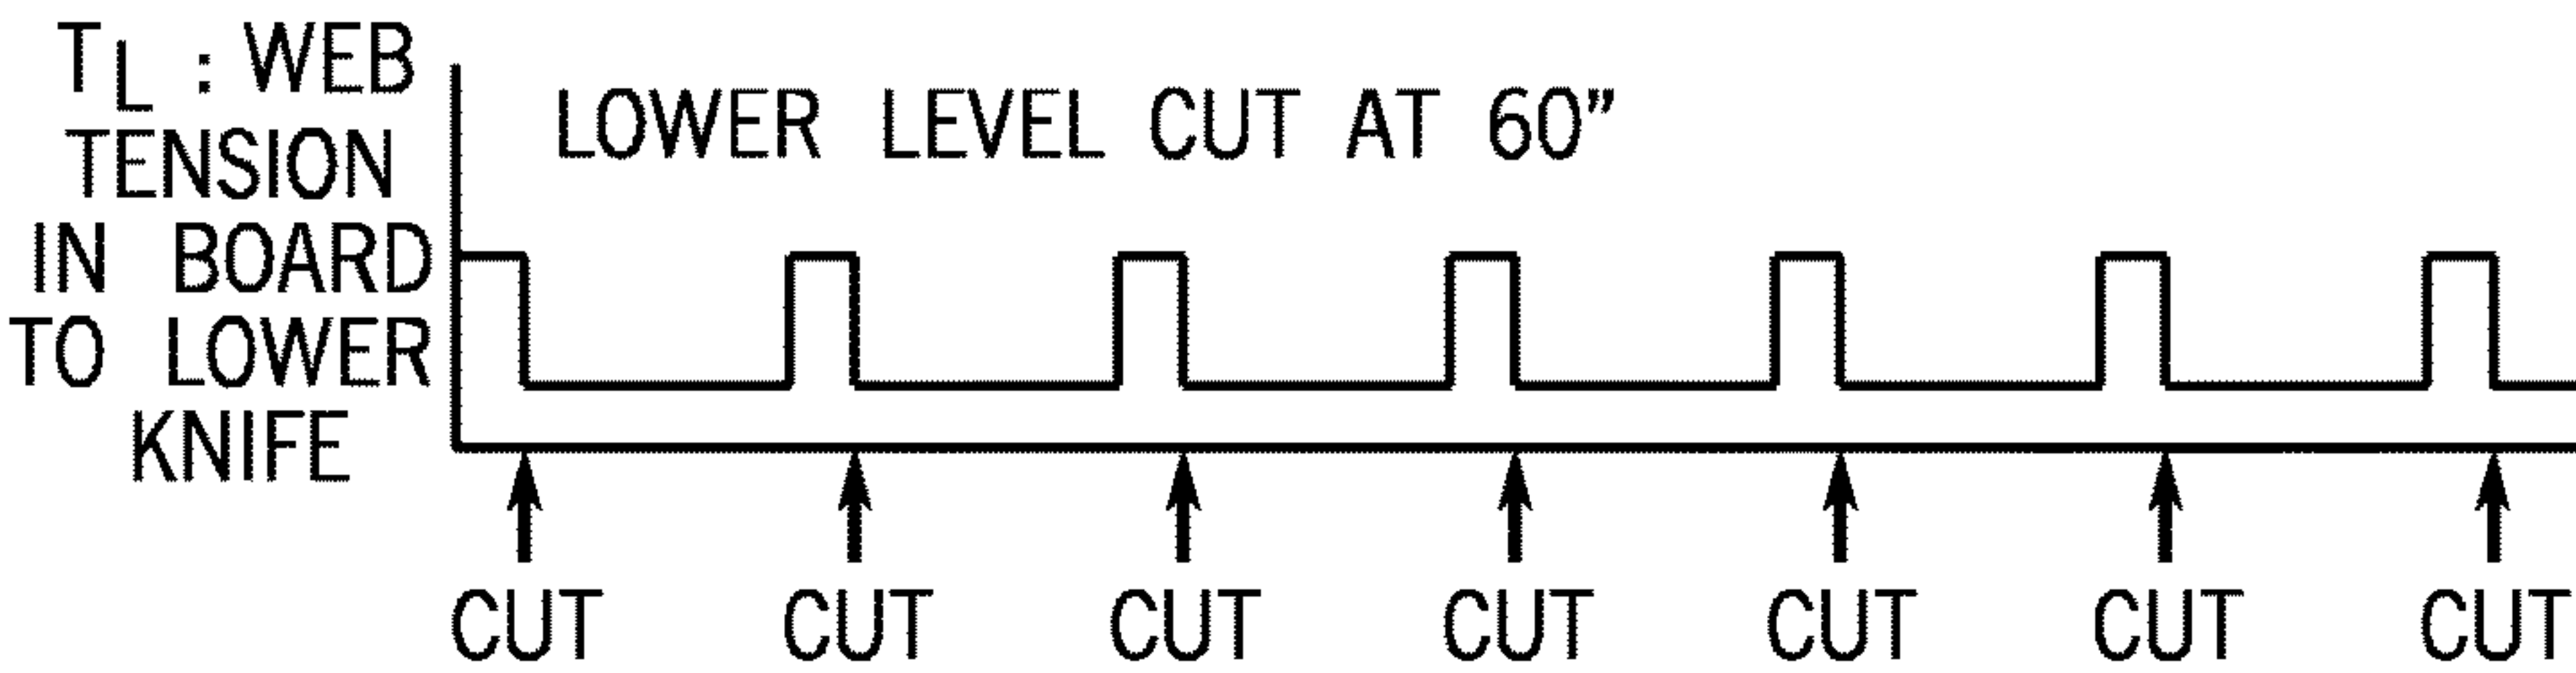 TL : WEB
TENSION
IN BOARD
TO LOWER
KNIFE
LOWER LEVEL CUT AT 60”
CUT CUT CUT CUT CUT CUT CUT